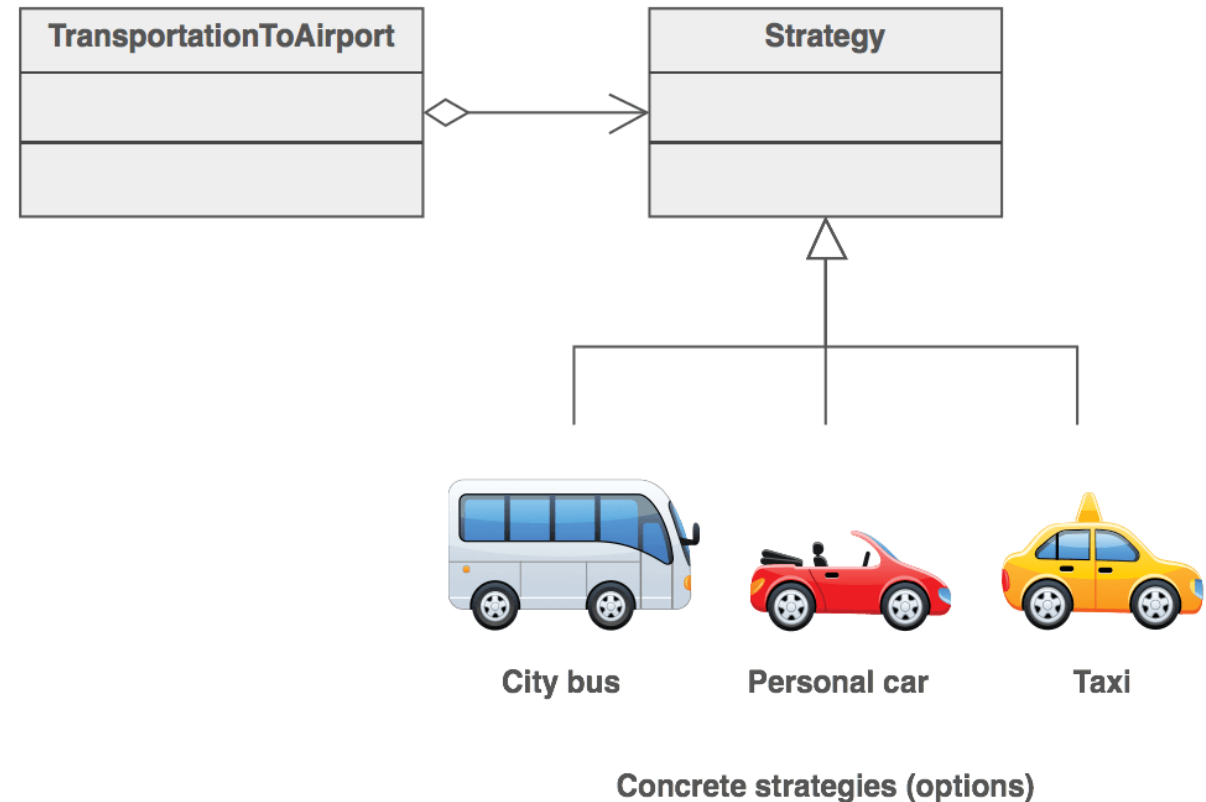 TransportationToAirport
Strategy
City bus
Personal car
Taxi
Concrete strategies (options)